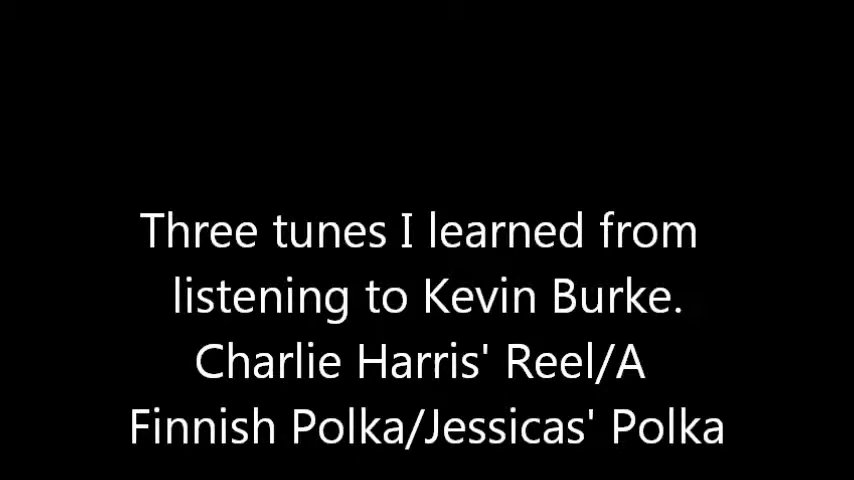 Three tunes I learned from
listening to Kevin Burke.
Charlie Harris' Reel/A
Finnish Polka/Jessicas' Polka